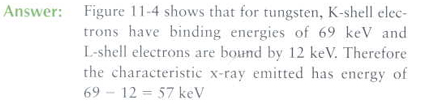 Answer: Figure 11-4 shows that for tungsten, K-shell elec-
trons have binding energies of 69 keV and
L-shell electrons are bound by 12 keV. Therefore
the characteristic x-ray emitted has energy of
69 − 12 = 57 keV